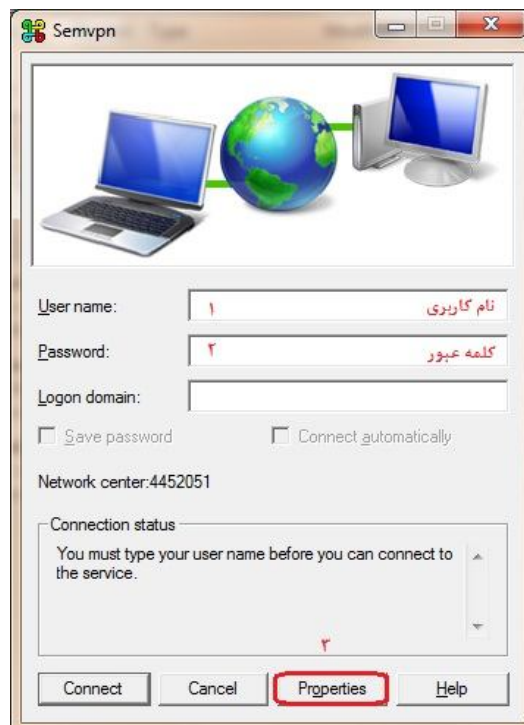 Semvpn
User name: ۱ نام کاربری
Password: ۲ کلمه عبور
Logon domain:
Save password Connect automatically
Network center:4452051
Connection status
You must type your user name before you can connect to
the service.
۳
Connect Cancel Properties Help